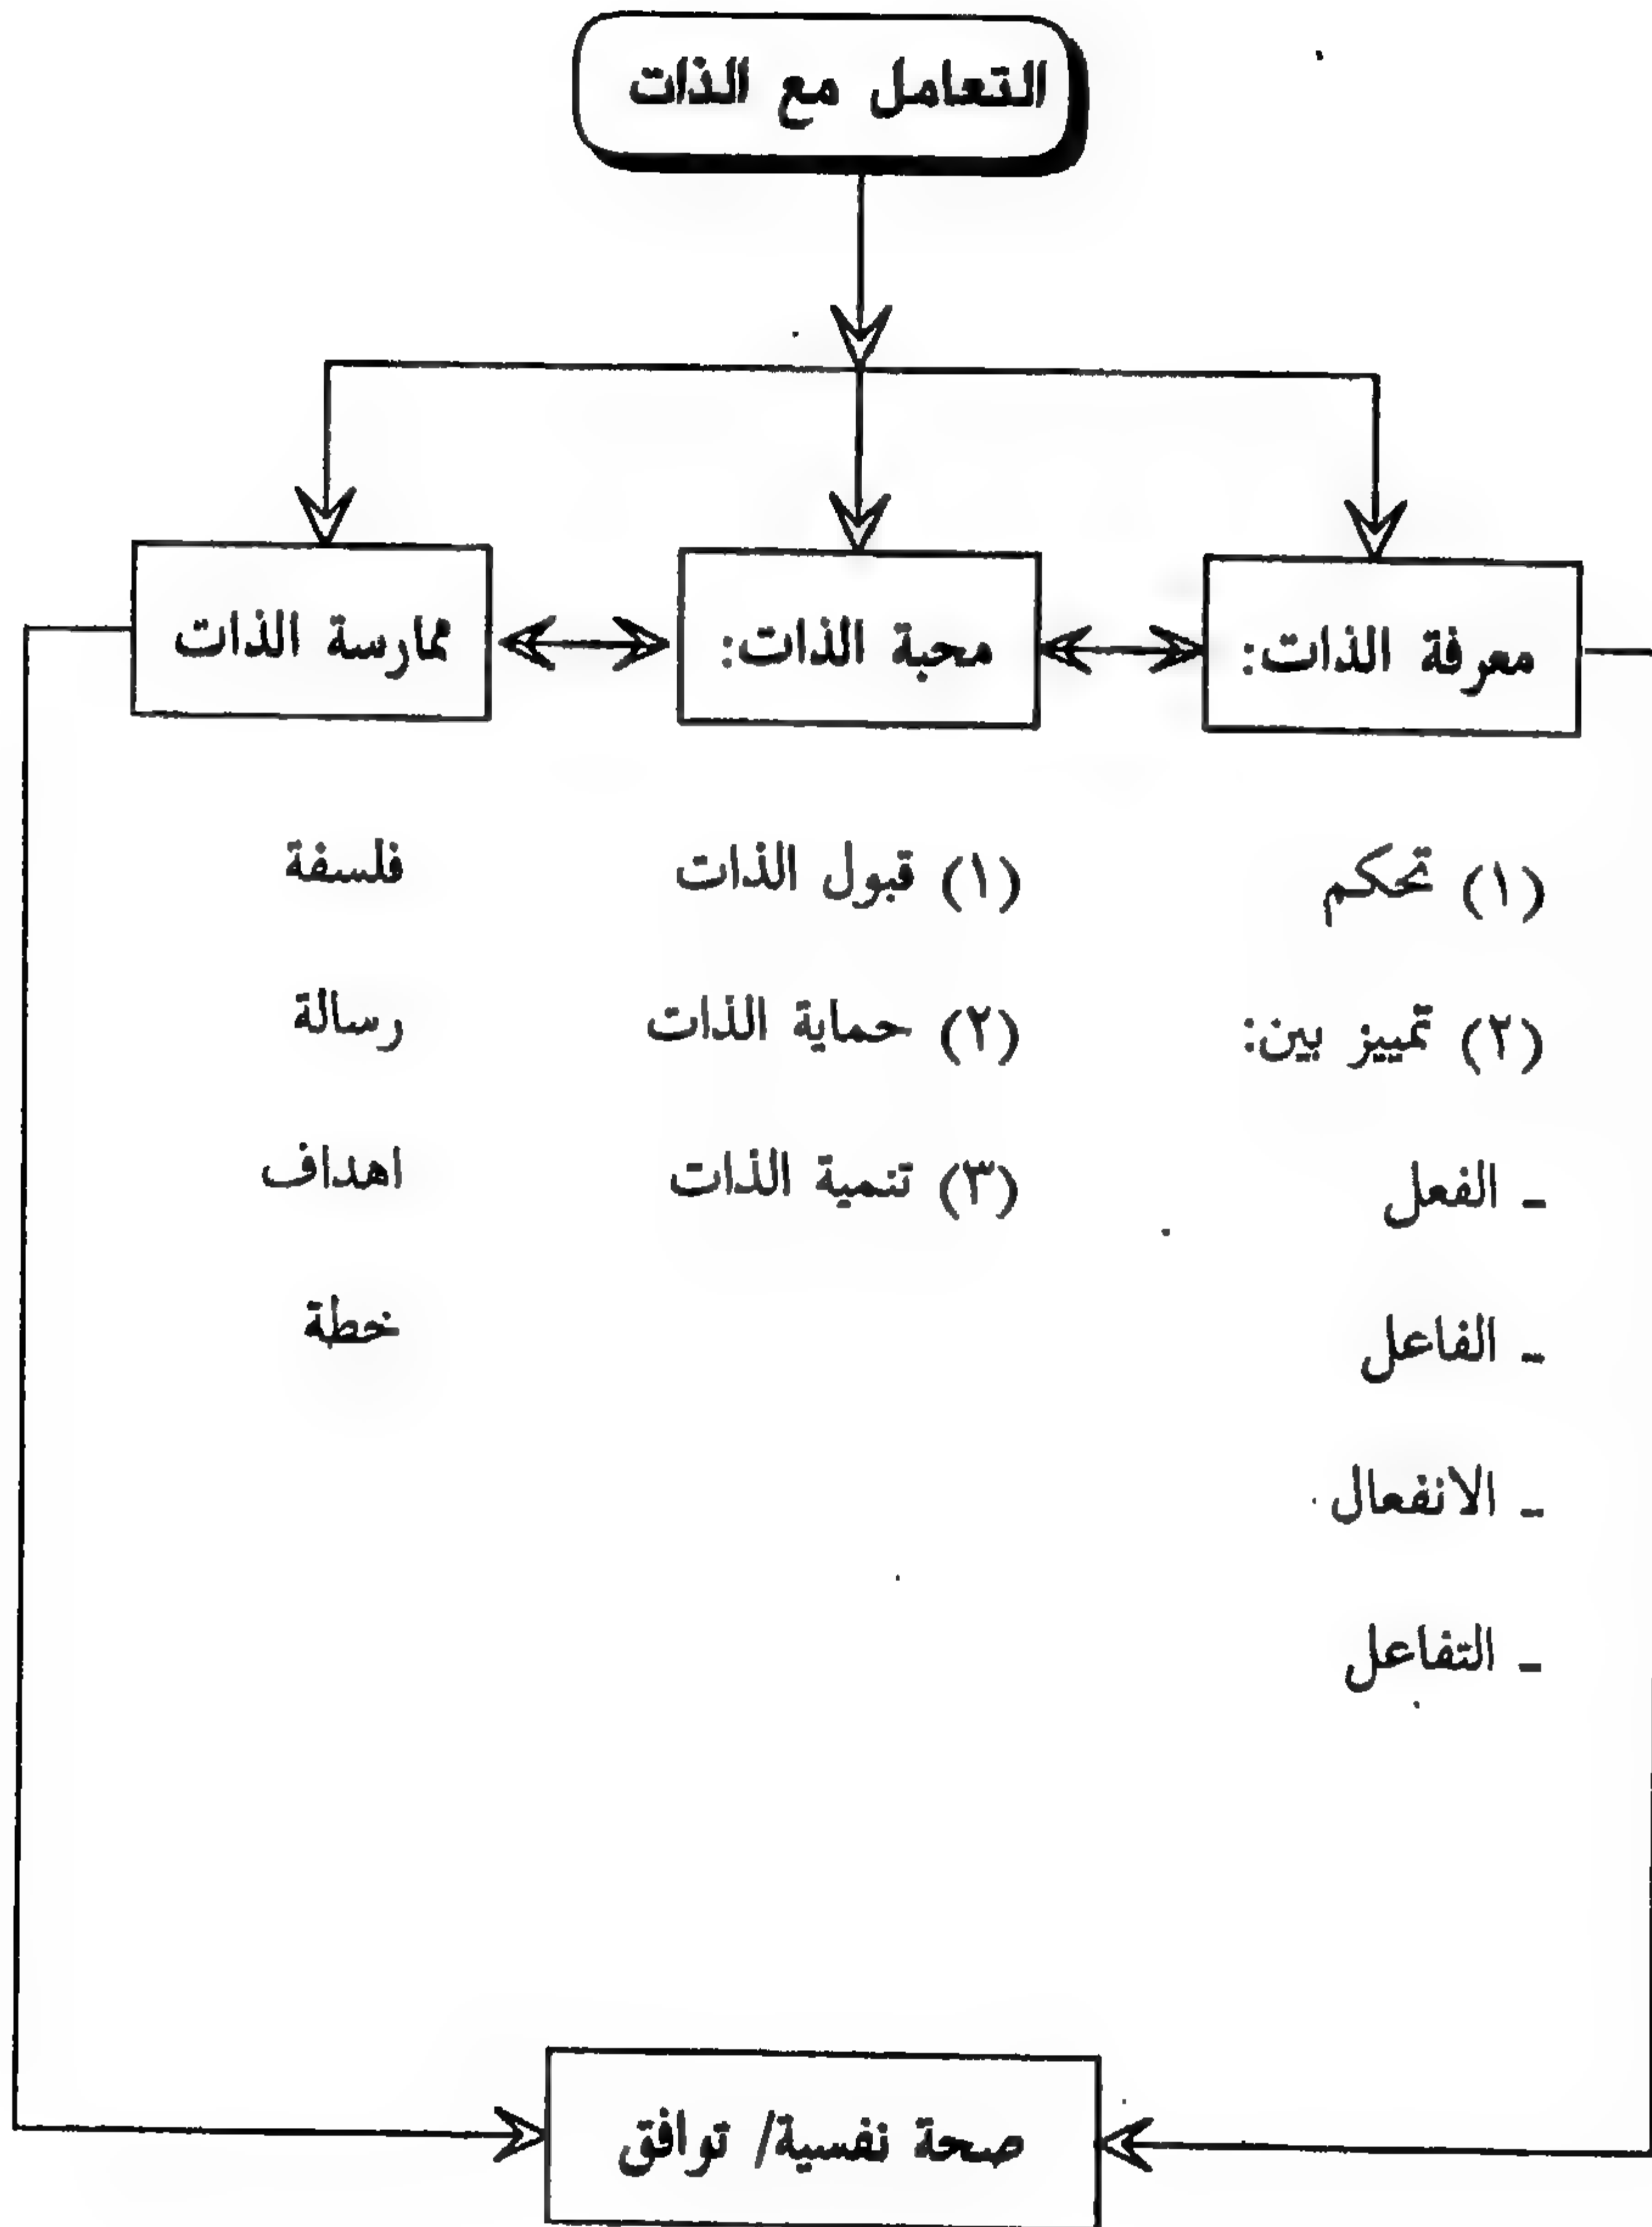 التعامل مع الذات
معرفة الذات:
(١) تحكم
(٢) تمييز بين:
- الفعل
- الفاعل
- الانفعال
- التفاعل
محبة الذات:
(١) قبول الذات
(٢) حماية الذات
(٣) تنمية الذات
ممارسة الذات
فلسفة
رسالة
اهداف
خطة
صحة نفسية/ توافق